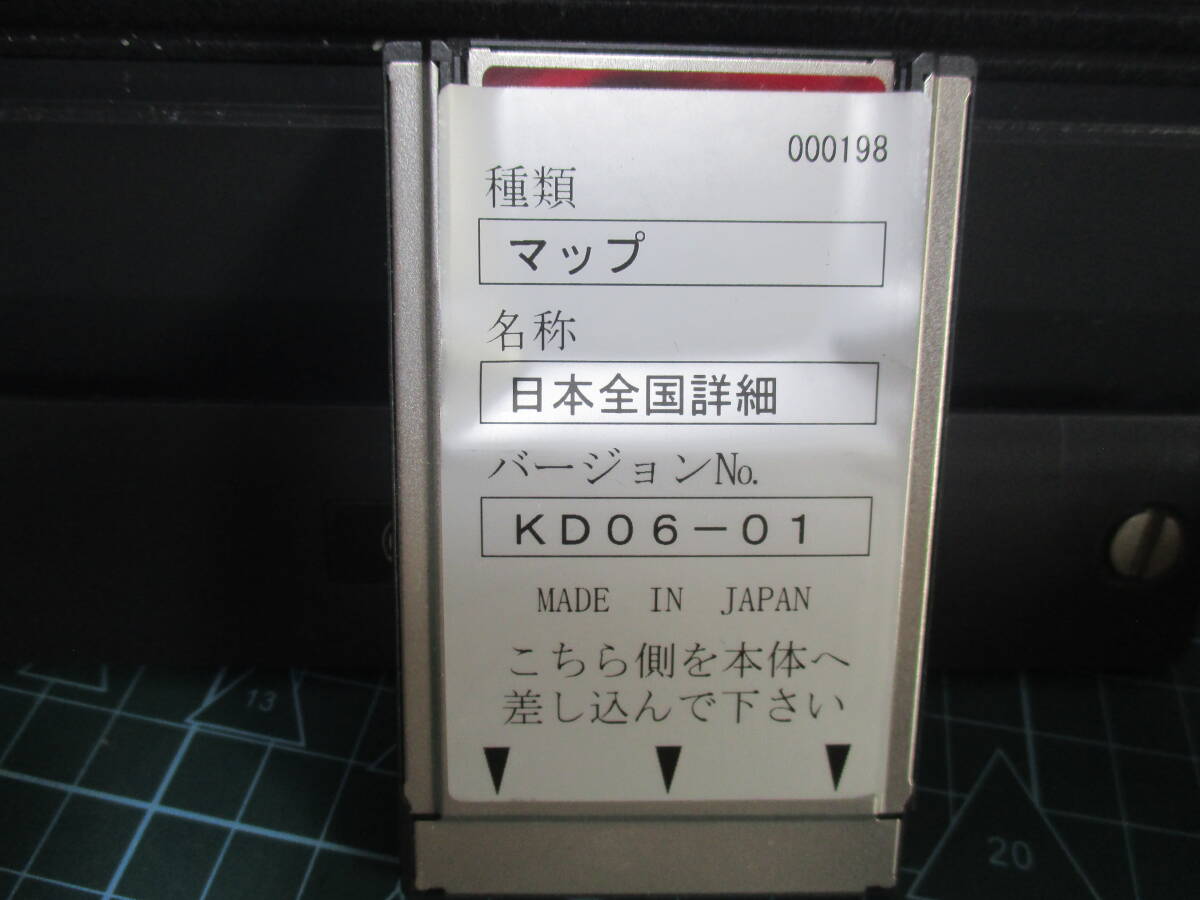 000198
種類
マップ
名称
日本全国詳細
バージョンNo.
KD06-01
MADE IN JAPAN
こちら側を本体へ
差し込んで下さい
13
20